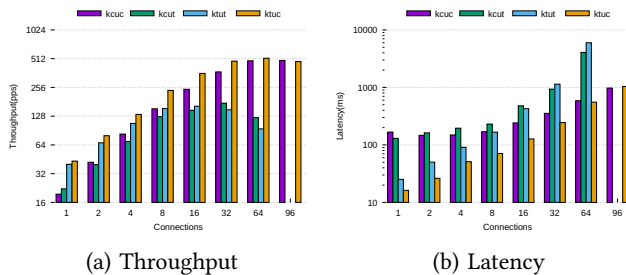 kcuc kcut ktut ktuc
1024
512
256
128
64
32
16
Throughput(pps)
1 2 4 8 16 32 64 96
Connections
(a) Throughput
kcuc kcut ktut ktuc
10000
1000
100
10
Latency(ms)
1 2 4 8 16 32 64 96
Connections
(b) Latency